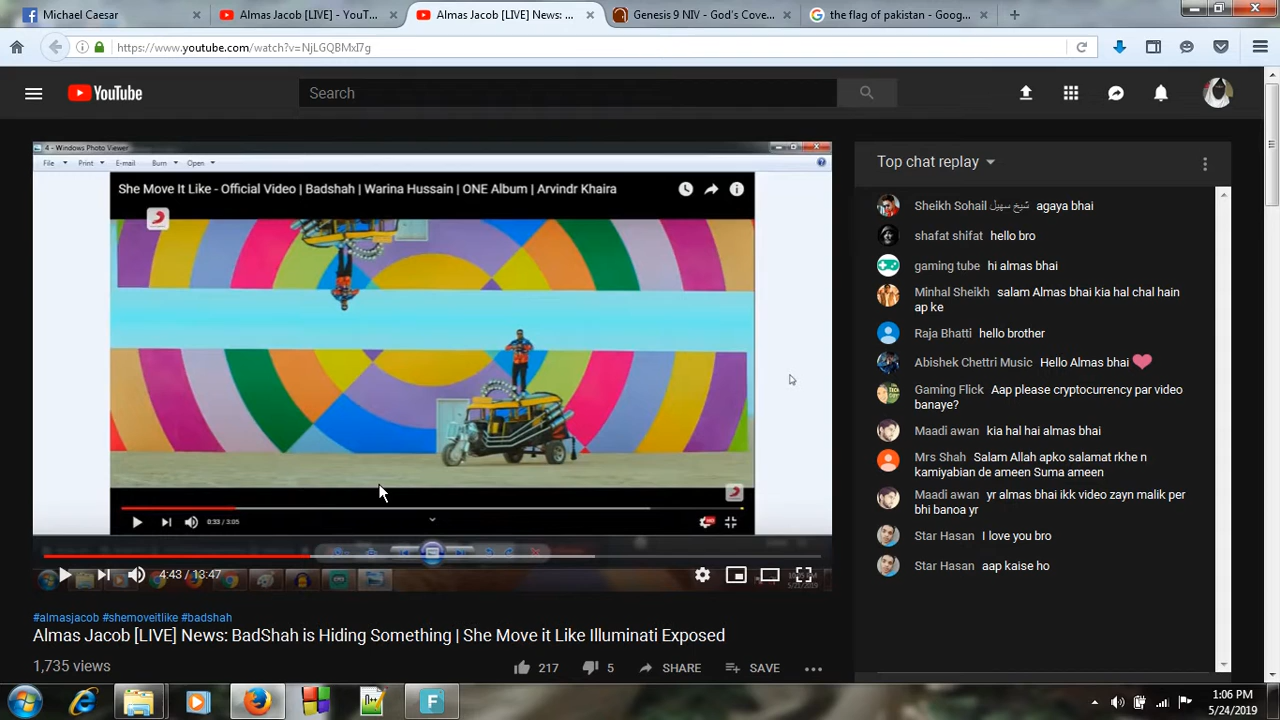 Michael Caesar
Almas Jacob [LIVE] - YouT...
Almas Jacob [LIVE] News: ...
Genesis 9 NIV - God's Cove...
the flag of pakistan - Goog...
https://www.youtube.com/watch?v=NjLGQBMxI7g
YouTube
Search
4 - Windows Photo Viewer
File Print E-mail Burn Open
She Move It Like - Official Video | Badshah | Warina Hussain | ONE Album | Arvindr Khaira
0:33 / 3:05
4:43 / 13:47
Top chat replay
Sheikh Sohail شیخ سہیل agaya bhai
shafat shifat hello bro
gaming tube hi almas bhai
Minhal Sheikh salam Almas bhai kia hal chal hain
ap ke
Raja Bhatti hello brother
Abishek Chettri Music Hello Almas bhai
Gaming Flick Aap please cryptocurrency par video
banaye?
Maadi awan kia hal hai almas bhai
Mrs Shah Salam Allah apko salamat rkhe n
kamiyabian de ameen Suma ameen
Maadi awan yr almas bhai ikk video zayn malik per
bhi banoa yr
Star Hasan I love you bro
Star Hasan aap kaise ho
#almasjacob #shemoveitlike #badshah
Almas Jacob [LIVE] News: BadShah is Hiding Something | She Move it Like Illuminati Exposed
1,735 views
217 5 SHARE SAVE
1:06 PM
5/24/2019